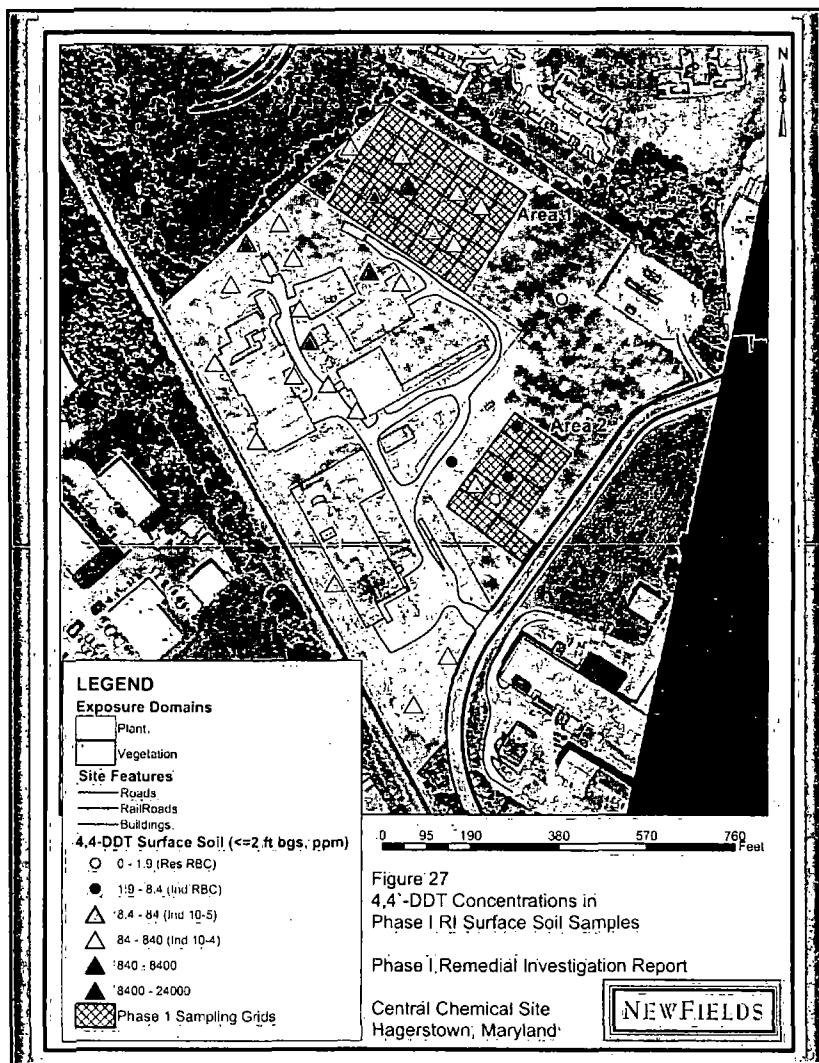 N
Area 1
Area 2
LEGEND
Exposure Domains
Plant
Vegetation
Site Features
Roads
RailRoads
Buildings
4,4-DDT Surface Soil (<=2 ft bgs, ppm)
0 - 1.9 (Res RBC)
1.9 - 8.4 (Ind RBC)
8.4 - 84 (Ind 10-5)
84 - 840 (Ind 10-4)
840 - 8400
8400 - 24000
Phase 1 Sampling Grids
0 95 190 380 570 760
Feet
Figure 27
4,4'-DDT Concentrations in
Phase I RI Surface Soil Samples
Phase I Remedial Investigation Report
Central Chemical Site
Hagerstown, Maryland
NEWFIELDS